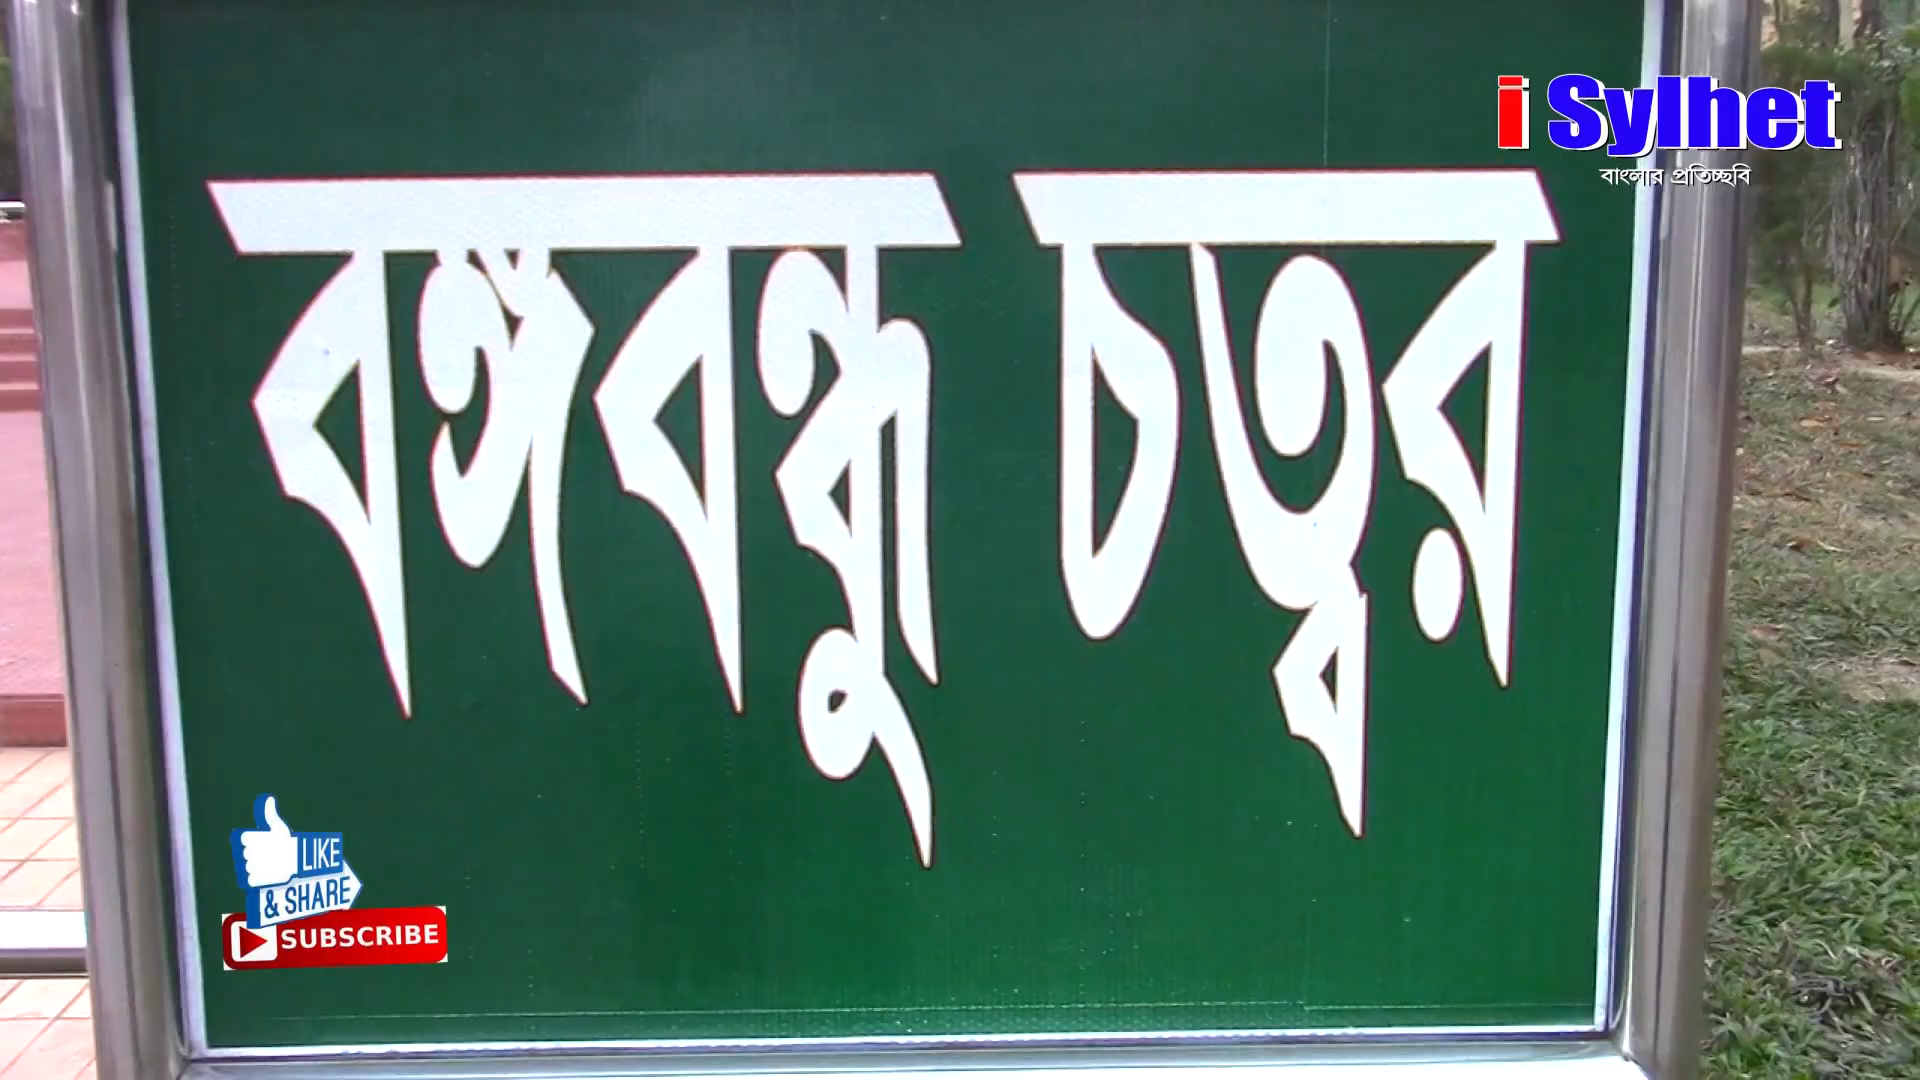 i Sylhet
বাংলার প্রতিচ্ছবি
বঙ্গবন্ধু চত্বর
LIKE
& SHARE
SUBSCRIBE